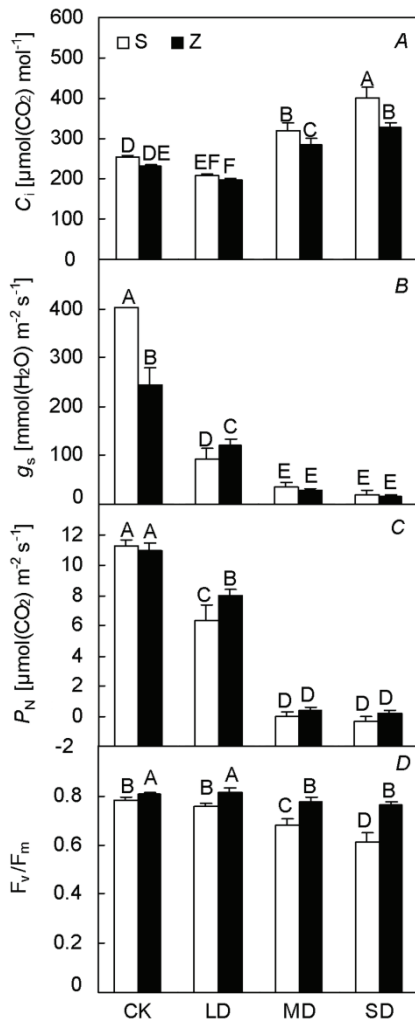 A
S Z
600
500
400
300
200
100
0
Cᵢ [µmol(CO₂) mol⁻¹]
D DE EF F B C A B
B
400
300
200
100
0
gₛ [mmol(H₂O) m⁻² s⁻¹]
A B D C E E E E
C
12
10
8
6
4
2
0
-2
P_N [µmol(CO₂) m⁻² s⁻¹]
A A C B D D D D
D
0.8
0.6
0.4
0.2
0
Fᵥ/Fₘ
B A B A C B D B
CK LD MD SD